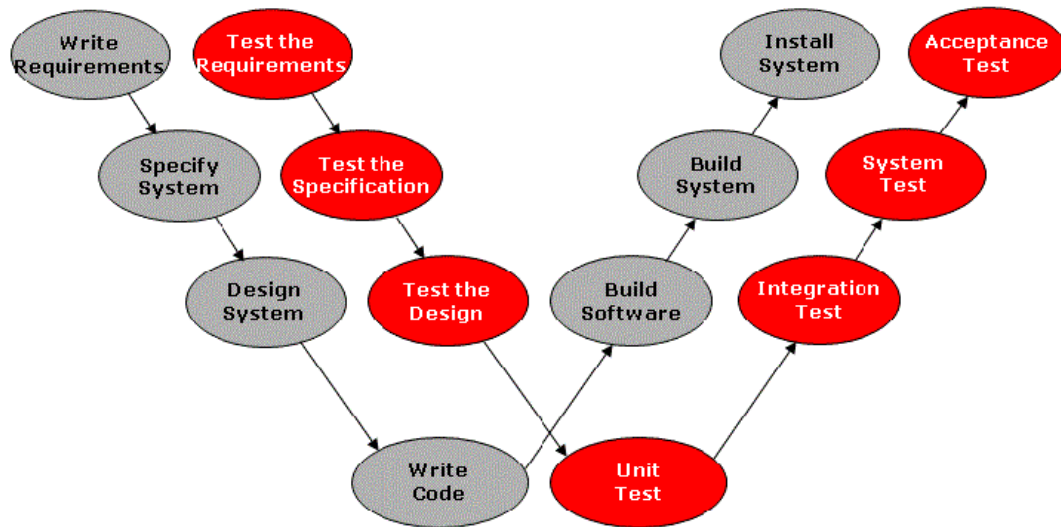 Write
Requirements
Test the
Requirements
Install
System
Acceptance
Test
Specify
System
Test the
Specification
Build
System
System
Test
Design
System
Test the
Design
Build
Software
Integration
Test
Write
Code
Unit
Test